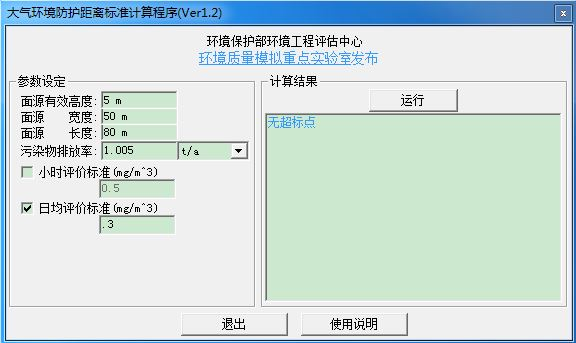 大气环境防护距离标准计算程序(Ver1.2)
环境保护部环境工程评估中心
环境质量模拟重点实验室发布
参数设定
面源有效高度: 5 m
面源 宽度: 50 m
面源 长度: 80 m
污染物排放率: 1.005 t/a
小时评价标准(mg/m^3)
0.5
日均评价标准(mg/m^3)
.3
计算结果
运行
无超标点
退出 使用说明